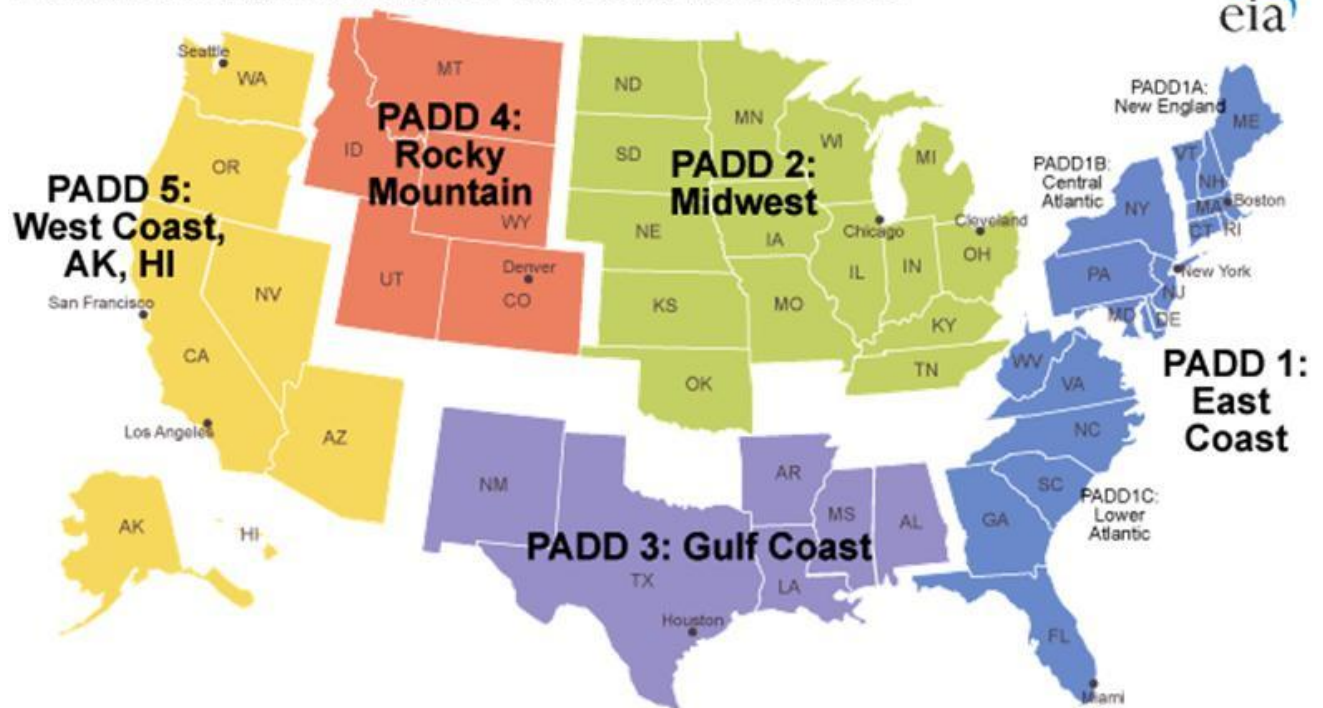 eia
Seattle
WA
OR
PADD 5:
West Coast,
AK, HI
San Francisco
NV
CA
Los Angeles
AZ
AK
HI
MT
PADD 4:
Rocky
Mountain
ID
WY
UT
Denver
CO
ND
MN
SD
WI
MI
PADD 2:
Midwest
NE
IA
Chicago
Cleveland
IL
IN
OH
KS
MO
KY
OK
TN
NM
AR
MS
AL
PADD 3: Gulf Coast
TX
LA
Houston
PADD1A:
New England
ME
VT
NH
MA
Boston
CT
RI
PADD1B:
Central
Atlantic
NY
PA
New York
NJ
MD
DE
WV
VA
PADD 1:
East
Coast
NC
SC
GA
PADD1C:
Lower
Atlantic
FL
Miami